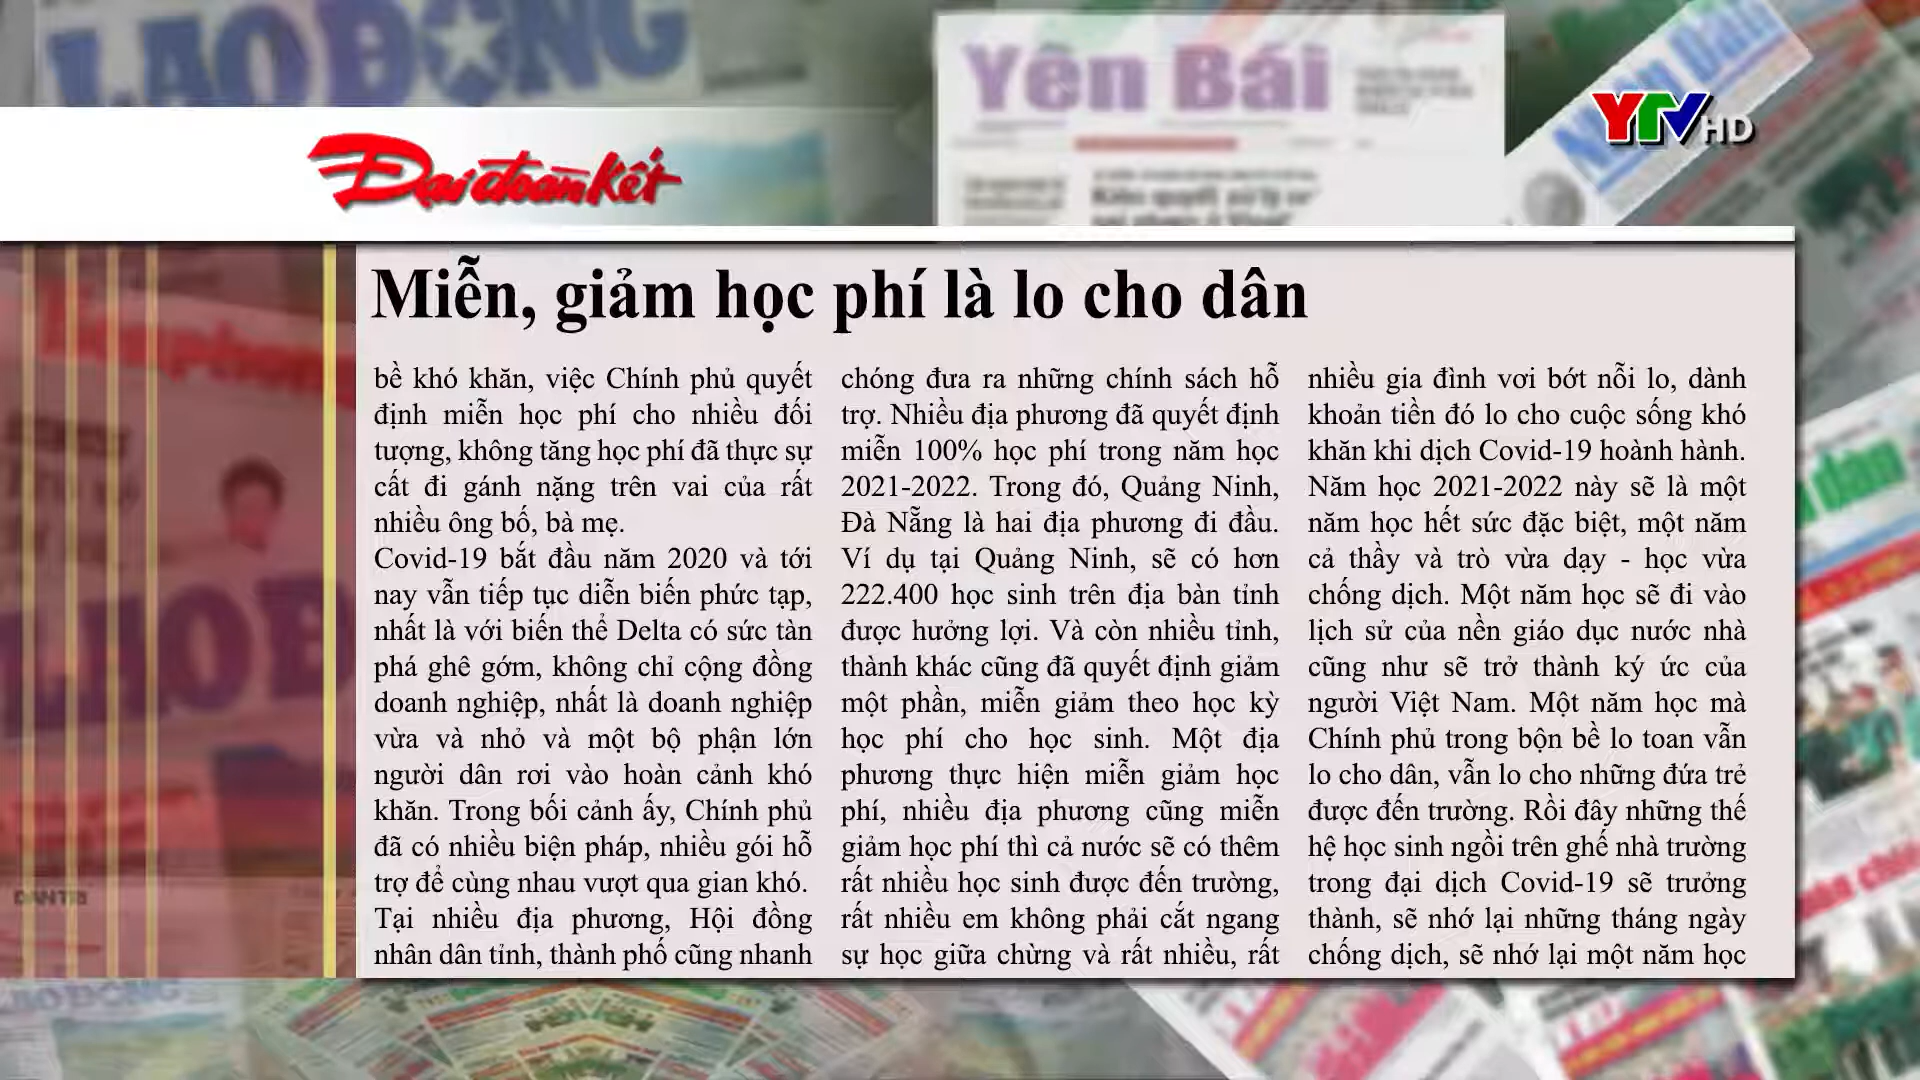 LAO ĐỘNG
Yên Bái
Nhân Dân
YTV HD
Đại đoàn kết
Miễn, giảm học phí là lo cho dân
bề khó khăn, việc Chính phủ quyết
định miễn học phí cho nhiều đối
tượng, không tăng học phí đã thực sự
cất đi gánh nặng trên vai của rất
nhiều ông bố, bà mẹ.
Covid-19 bắt đầu năm 2020 và tới
nay vẫn tiếp tục diễn biến phức tạp,
nhất là với biến thể Delta có sức tàn
phá ghê gớm, không chỉ cộng đồng
doanh nghiệp, nhất là doanh nghiệp
vừa và nhỏ và một bộ phận lớn
người dân rơi vào hoàn cảnh khó
khăn. Trong bối cảnh ấy, Chính phủ
đã có nhiều biện pháp, nhiều gói hỗ
trợ để cùng nhau vượt qua gian khó.
Tại nhiều địa phương, Hội đồng
nhân dân tỉnh, thành phố cũng nhanh
chóng đưa ra những chính sách hỗ
trợ. Nhiều địa phương đã quyết định
miễn 100% học phí trong năm học
2021-2022. Trong đó, Quảng Ninh,
Đà Nẵng là hai địa phương đi đầu.
Ví dụ tại Quảng Ninh, sẽ có hơn
222.400 học sinh trên địa bàn tỉnh
được hưởng lợi. Và còn nhiều tỉnh,
thành khác cũng đã quyết định giảm
một phần, miễn giảm theo học kỳ
học phí cho học sinh. Một địa
phương thực hiện miễn giảm học
phí, nhiều địa phương cũng miễn
giảm học phí thì cả nước sẽ có thêm
rất nhiều học sinh được đến trường,
rất nhiều em không phải cắt ngang
sự học giữa chừng và rất nhiều, rất
nhiều gia đình vơi bớt nỗi lo, dành
khoản tiền đó lo cho cuộc sống khó
khăn khi dịch Covid-19 hoành hành.
Năm học 2021-2022 này sẽ là một
năm học hết sức đặc biệt, một năm
cả thầy và trò vừa dạy - học vừa
chống dịch. Một năm học sẽ đi vào
lịch sử của nền giáo dục nước nhà
cũng như sẽ trở thành ký ức của
người Việt Nam. Một năm học mà
Chính phủ trong bộn bề lo toan vẫn
lo cho dân, vẫn lo cho những đứa trẻ
được đến trường. Rồi đây những thế
hệ học sinh ngồi trên ghế nhà trường
trong đại dịch Covid-19 sẽ trưởng
thành, sẽ nhớ lại những tháng ngày
chống dịch, sẽ nhớ lại một năm học
DÂN TRÍ
LAO ĐỘNG